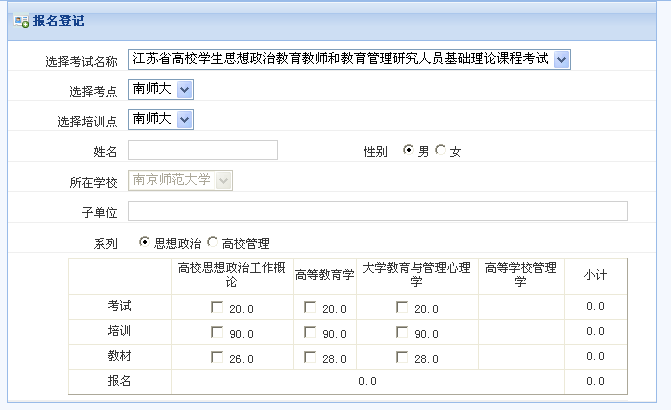 报名登记
选择考试名称 江苏省高校学生思想政治教育教师和教育管理研究人员基础理论课程考试
选择考点 南师大
选择培训点 南师大
姓名 性别 男 女
所在学校 南京师范大学
子单位
系列 思想政治 高校管理
高校思想政治工作概论 高等教育学 大学教育与管理心理学 高等学校管理学 小计
考试 20.0 20.0 20.0 0.0
培训 90.0 90.0 90.0 0.0
教材 26.0 28.0 28.0 0.0
报名 0.0 0.0